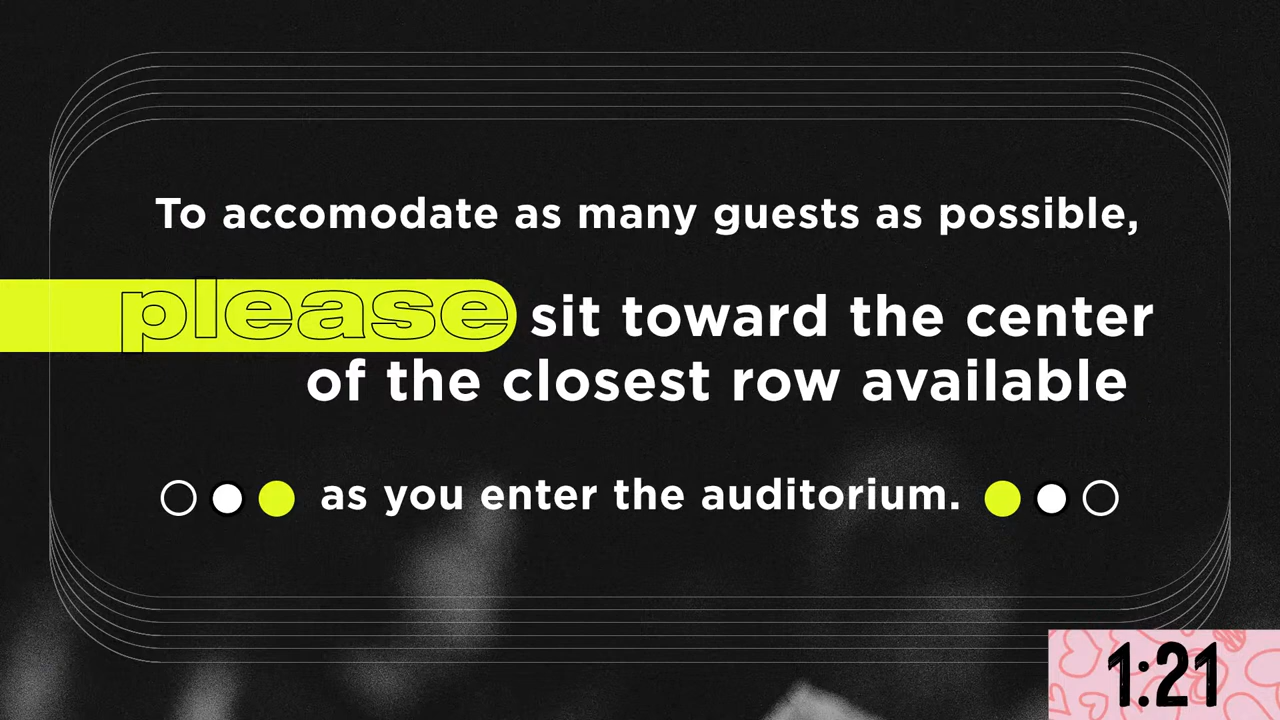 To accomodate as many guests as possible,
please sit toward the center
of the closest row available
as you enter the auditorium.
1:21